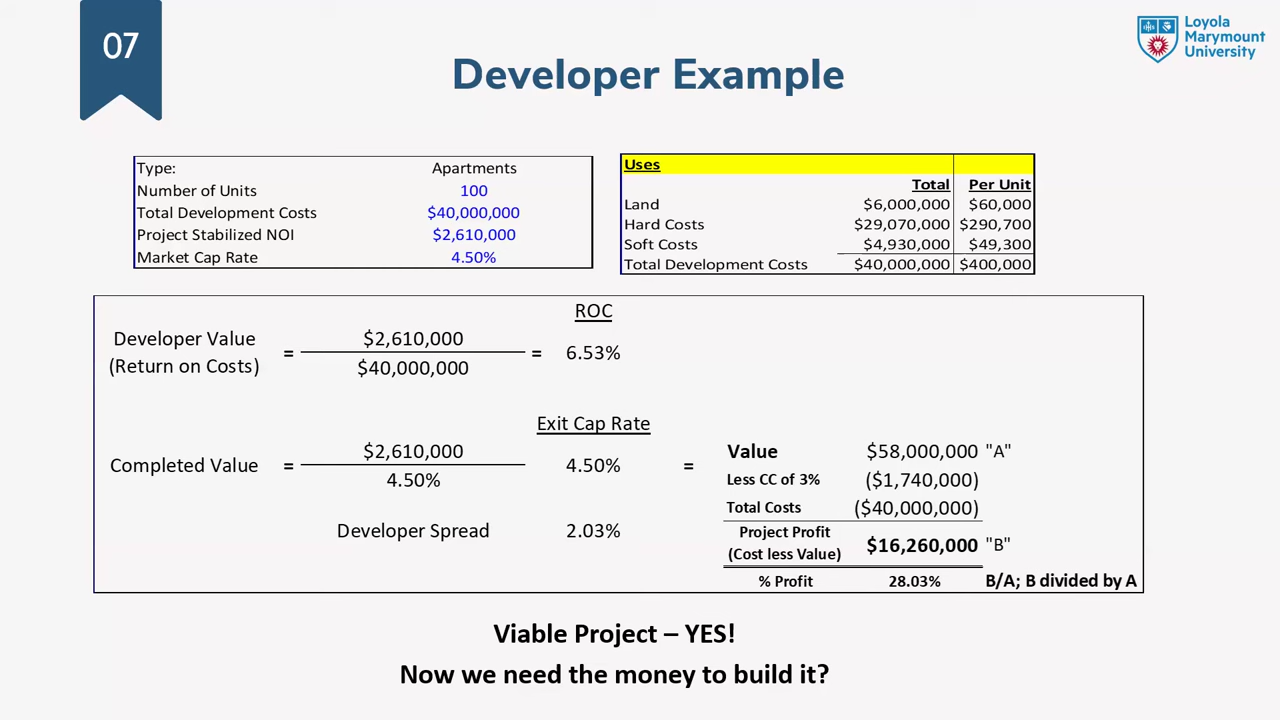 07
Loyola
Marymount
University
Developer Example
Type: Apartments
Number of Units 100
Total Development Costs $40,000,000
Project Stabilized NOI $2,610,000
Market Cap Rate 4.50%
Uses
Total Per Unit
Land $6,000,000 $60,000
Hard Costs $29,070,000 $290,700
Soft Costs $4,930,000 $49,300
Total Development Costs $40,000,000 $400,000
ROC
Developer Value
(Return on Costs)
= $2,610,000
$40,000,000
= 6.53%
Exit Cap Rate
Completed Value = $2,610,000
4.50%
4.50% =
Developer Spread 2.03%
Value $58,000,000 "A"
Less CC of 3% ($1,740,000)
Total Costs ($40,000,000)
Project Profit
(Cost less Value)
$16,260,000 "B"
% Profit 28.03% B/A; B divided by A
Viable Project – YES!
Now we need the money to build it?